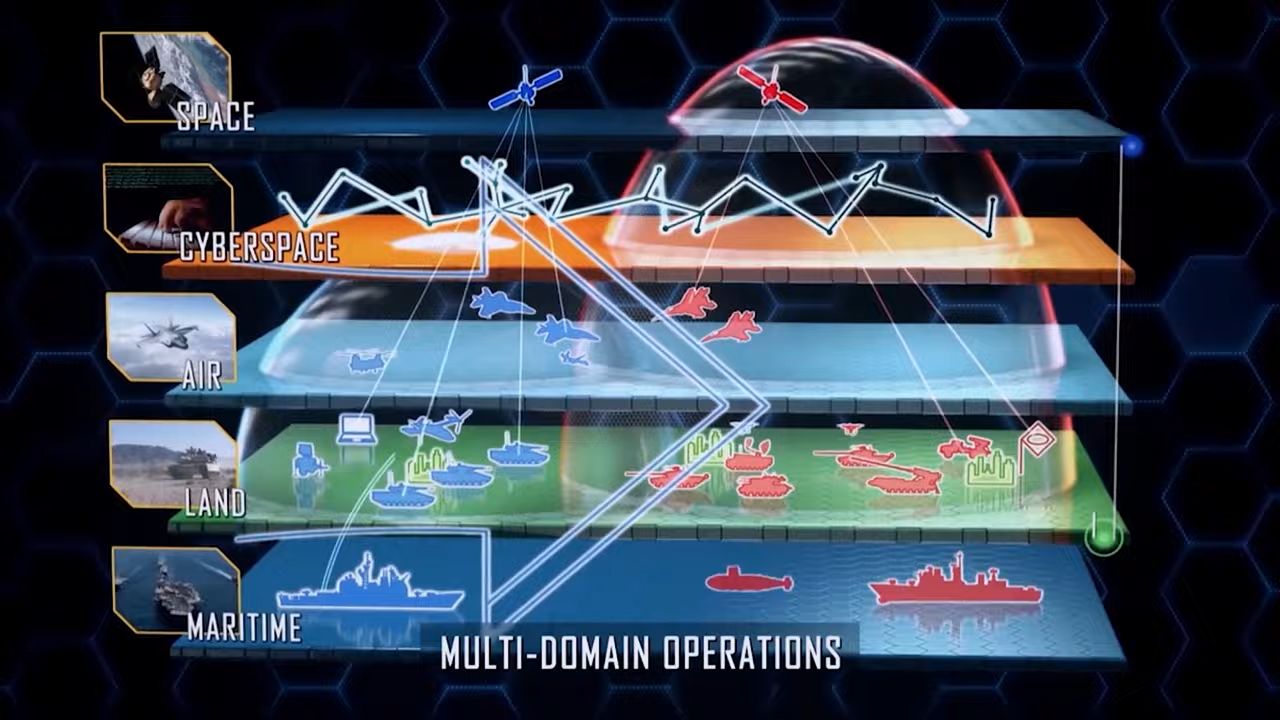 SPACE
CYBERSPACE
AIR
LAND
MARITIME
MULTI-DOMAIN OPERATIONS